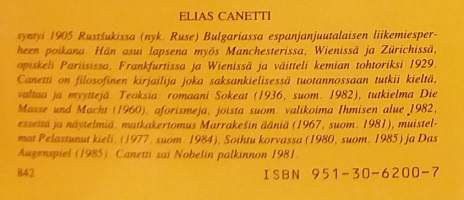 ELIAS CANETTI
syntyi 1905 Rustšukissa (nyk. Ruse) Bulgariassa espanjanjuutalaisen liikemiesper-
heen poikana. Hän asui lapsena myös Manchesterissa, Wienissä ja Zürichissä,
opiskeli Pariisissa, Frankfurtissa ja Wienissä ja väitteli kemian tohtoriksi 1929.
Canetti on filosofinen kirjailija joka saksankielisessä tuotannossaan tutkii kieltä,
valtaa ja myyttejä. Teoksia: romaani Sokeat (1936, suom. 1982), tutkielma Die
Masse und Macht (1960), aforismeja, joista suom. valikoima Ihmisen alue 1982,
esseitä ja näytelmiä, matkakertomus Marrakešin ääniä (1967, suom. 1981), muistel-
mat Pelastunut kieli, (1977, suom. 1984), Soihtu korvassa (1980, suom. 1985) ja Das
Augenspiel (1985). Canetti sai Nobelin palkinnon 1981.
842
ISBN 951-30-6200-7